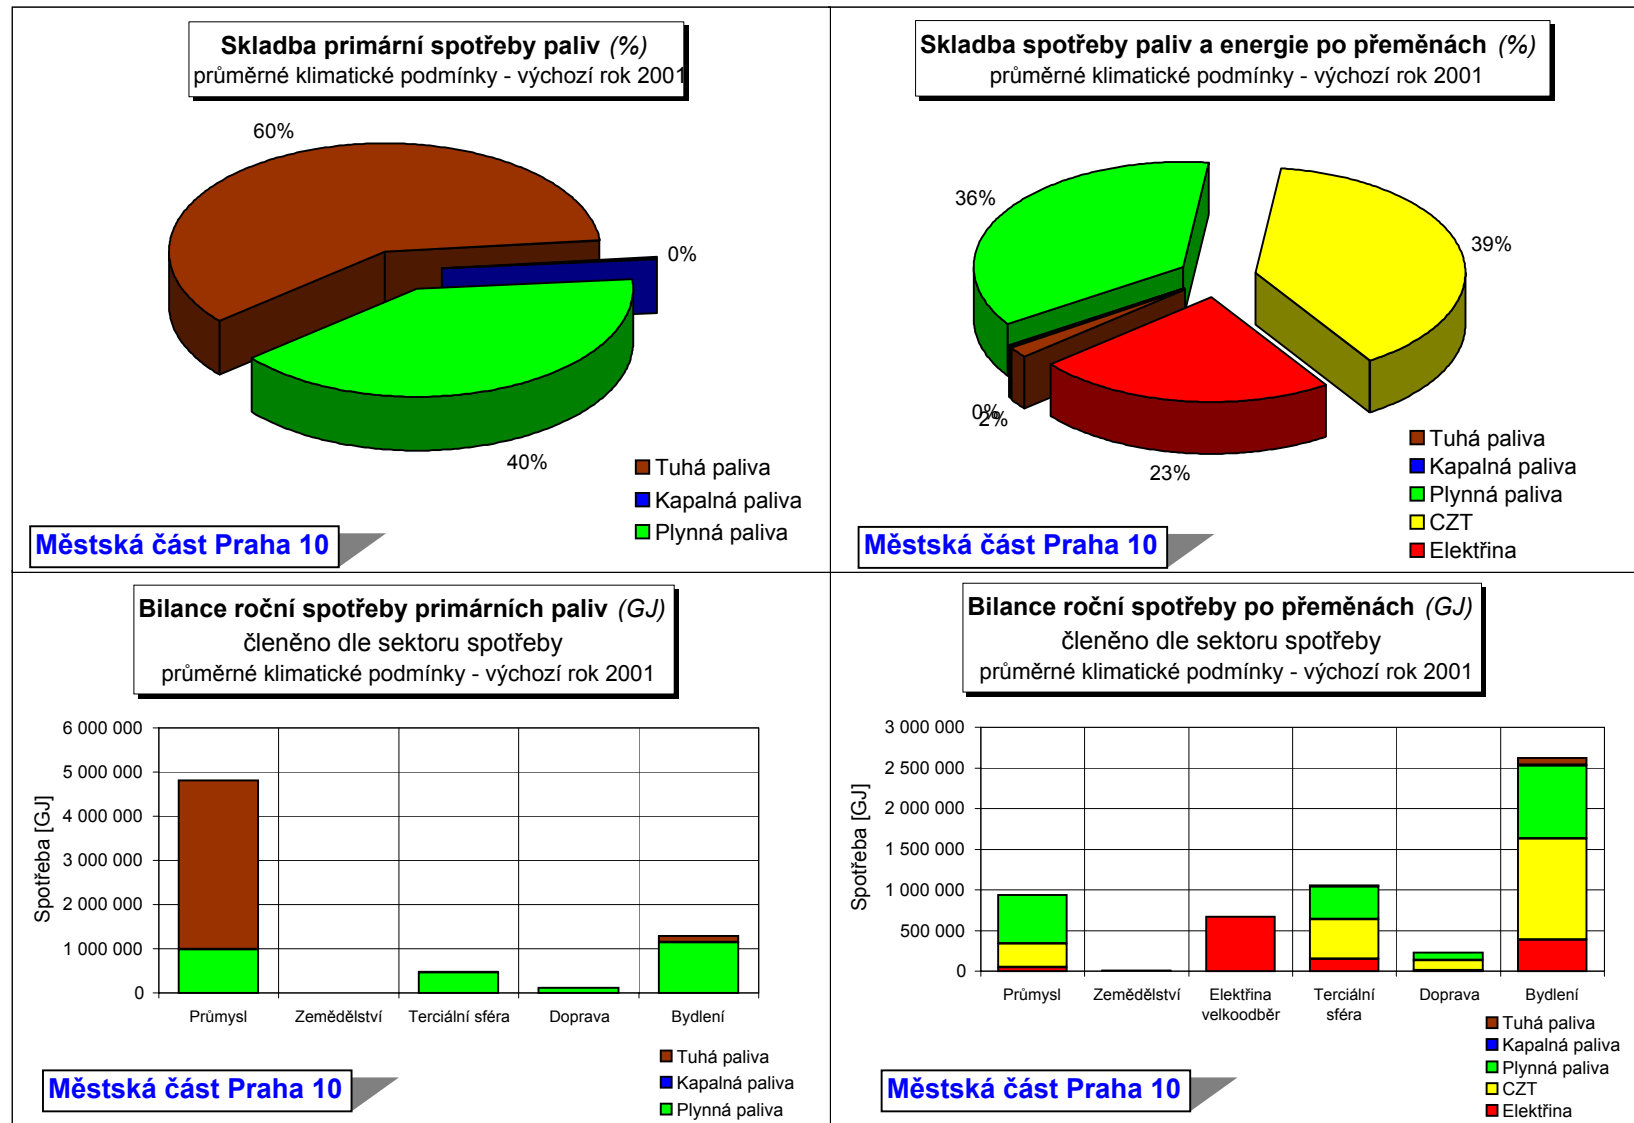 Skladba primární spotřeby paliv (%)
průměrné klimatické podmínky - výchozí rok 2001
60%
0%
40%
Tuhá paliva
Kapalná paliva
Plynná paliva
Městská část Praha 10
Skladba spotřeby paliv a energie po přeměnách (%)
průměrné klimatické podmínky - výchozí rok 2001
36%
39%
0%
2%
23%
Tuhá paliva
Kapalná paliva
Plynná paliva
CZT
Elektřina
Městská část Praha 10
Bilance roční spotřeby primárních paliv (GJ)
členěno dle sektoru spotřeby
průměrné klimatické podmínky - výchozí rok 2001
Spotřeba [GJ]
6 000 000
5 000 000
4 000 000
3 000 000
2 000 000
1 000 000
0
Průmysl Zemědělství Terciální sféra Doprava Bydlení
Tuhá paliva
Kapalná paliva
Plynná paliva
Městská část Praha 10
Bilance roční spotřeby po přeměnách (GJ)
členěno dle sektoru spotřeby
průměrné klimatické podmínky - výchozí rok 2001
Spotřeba [GJ]
3 000 000
2 500 000
2 000 000
1 500 000
1 000 000
500 000
0
Průmysl Zemědělství Elektřina Terciální Doprava Bydlení
velkoodběr sféra
Tuhá paliva
Kapalná paliva
Plynná paliva
CZT
Elektřina
Městská část Praha 10